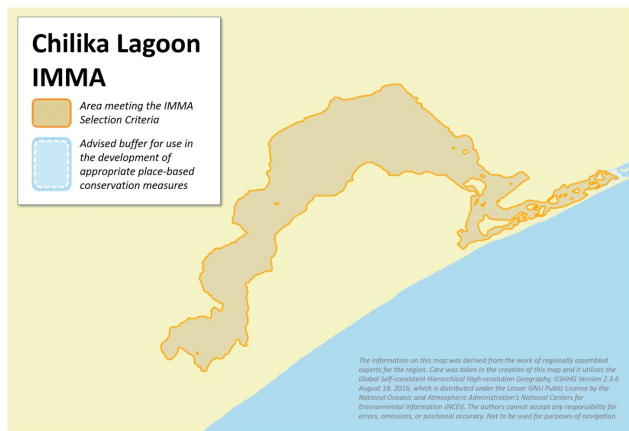 Chilika Lagoon
IMMA
Area meeting the IMMA
Selection Criteria
Advised buffer for use in
the development of
appropriate place-based
conservation measures
The information on this map was derived from the work of regionally assembled
experts for the region. Care was taken in the creation of this map and it utilises the
Global Self-consistent Hierarchical High-resolution Geography, GSHHG Version 2.3.6
August 19, 2016, which is distributed under the Lesser GNU Public License by the
National Oceanic and Atmospheric Administration's National Centers for
Environmental Information (NCEI). The authors cannot accept any responsibility for
errors, omissions, or positional accuracy. Not to be used for purposes of navigation.